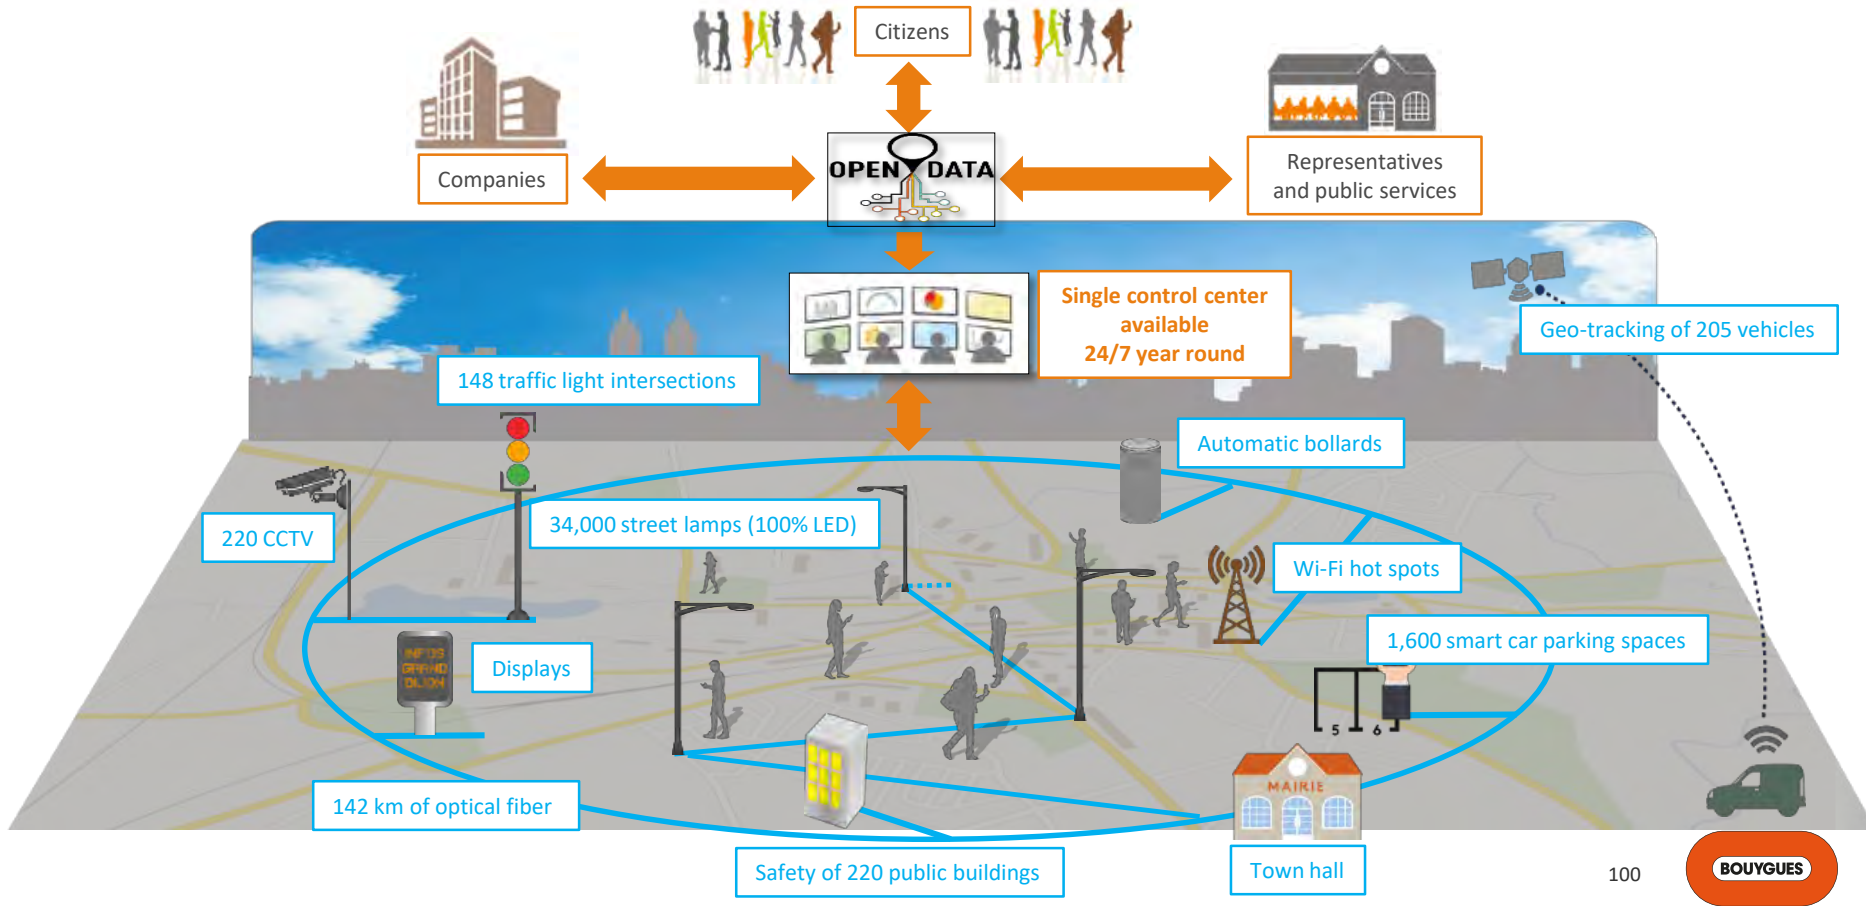 Citizens
Companies
OPEN DATA
Representatives
and public services
Single control center
available
24/7 year round
Geo-tracking of 205 vehicles
148 traffic light intersections
Automatic bollards
220 CCTV
34,000 street lamps (100% LED)
Wi-Fi hot spots
1,600 smart car parking spaces
INFOS
GRAND
DIJON
Displays
5 6
MAIRIE
142 km of optical fiber
Safety of 220 public buildings
Town hall
100
BOUYGUES